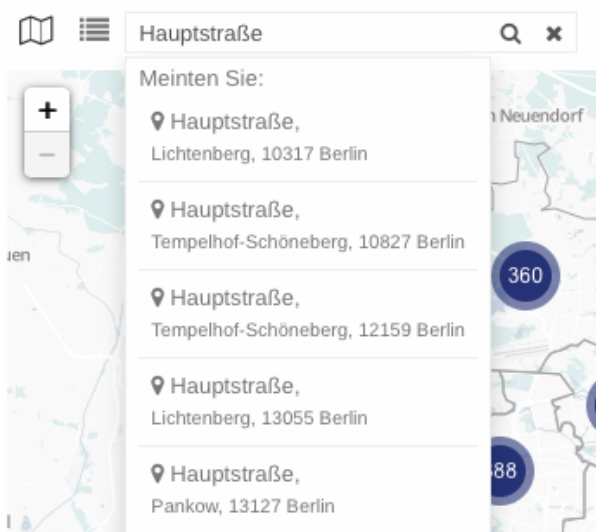 Hauptstraße
Meinten Sie:
Hauptstraße,
Lichtenberg, 10317 Berlin
Hauptstraße,
Tempelhof-Schöneberg, 10827 Berlin
Hauptstraße,
Tempelhof-Schöneberg, 12159 Berlin
Hauptstraße,
Lichtenberg, 13055 Berlin
Hauptstraße,
Pankow, 13127 Berlin
+
−
Neuendorf
360